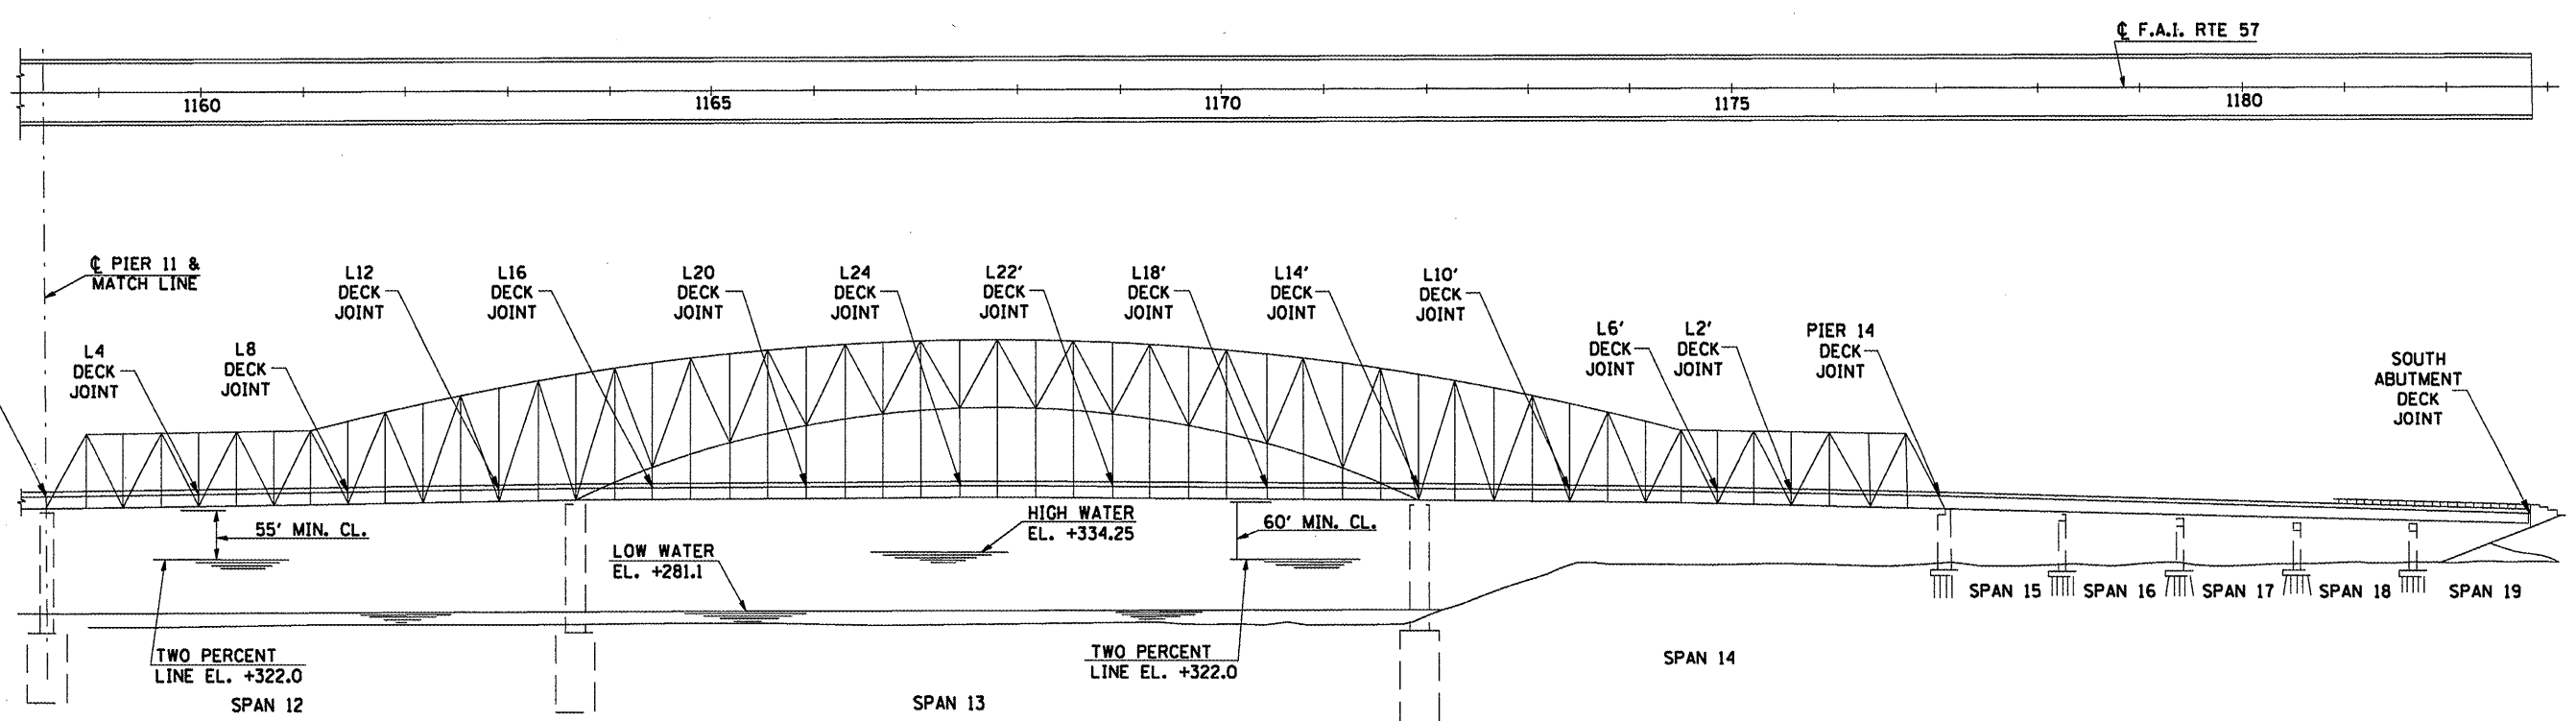 ℄ F.A.I. RTE 57
1160
1165
1170
1175
1180
℄ PIER 11 &
MATCH LINE
L4
DECK
JOINT
L8
DECK
JOINT
L12
DECK
JOINT
L16
DECK
JOINT
L20
DECK
JOINT
L24
DECK
JOINT
L22'
DECK
JOINT
L18'
DECK
JOINT
L14'
DECK
JOINT
L10'
DECK
JOINT
L6'
DECK
JOINT
L2'
DECK
JOINT
PIER 14
DECK
JOINT
SOUTH
ABUTMENT
DECK
JOINT
55' MIN. CL.
LOW WATER
EL. +281.1
HIGH WATER
EL. +334.25
60' MIN. CL.
TWO PERCENT
LINE EL. +322.0
TWO PERCENT
LINE EL. +322.0
SPAN 12
SPAN 13
SPAN 14
SPAN 15
SPAN 16
SPAN 17
SPAN 18
SPAN 19